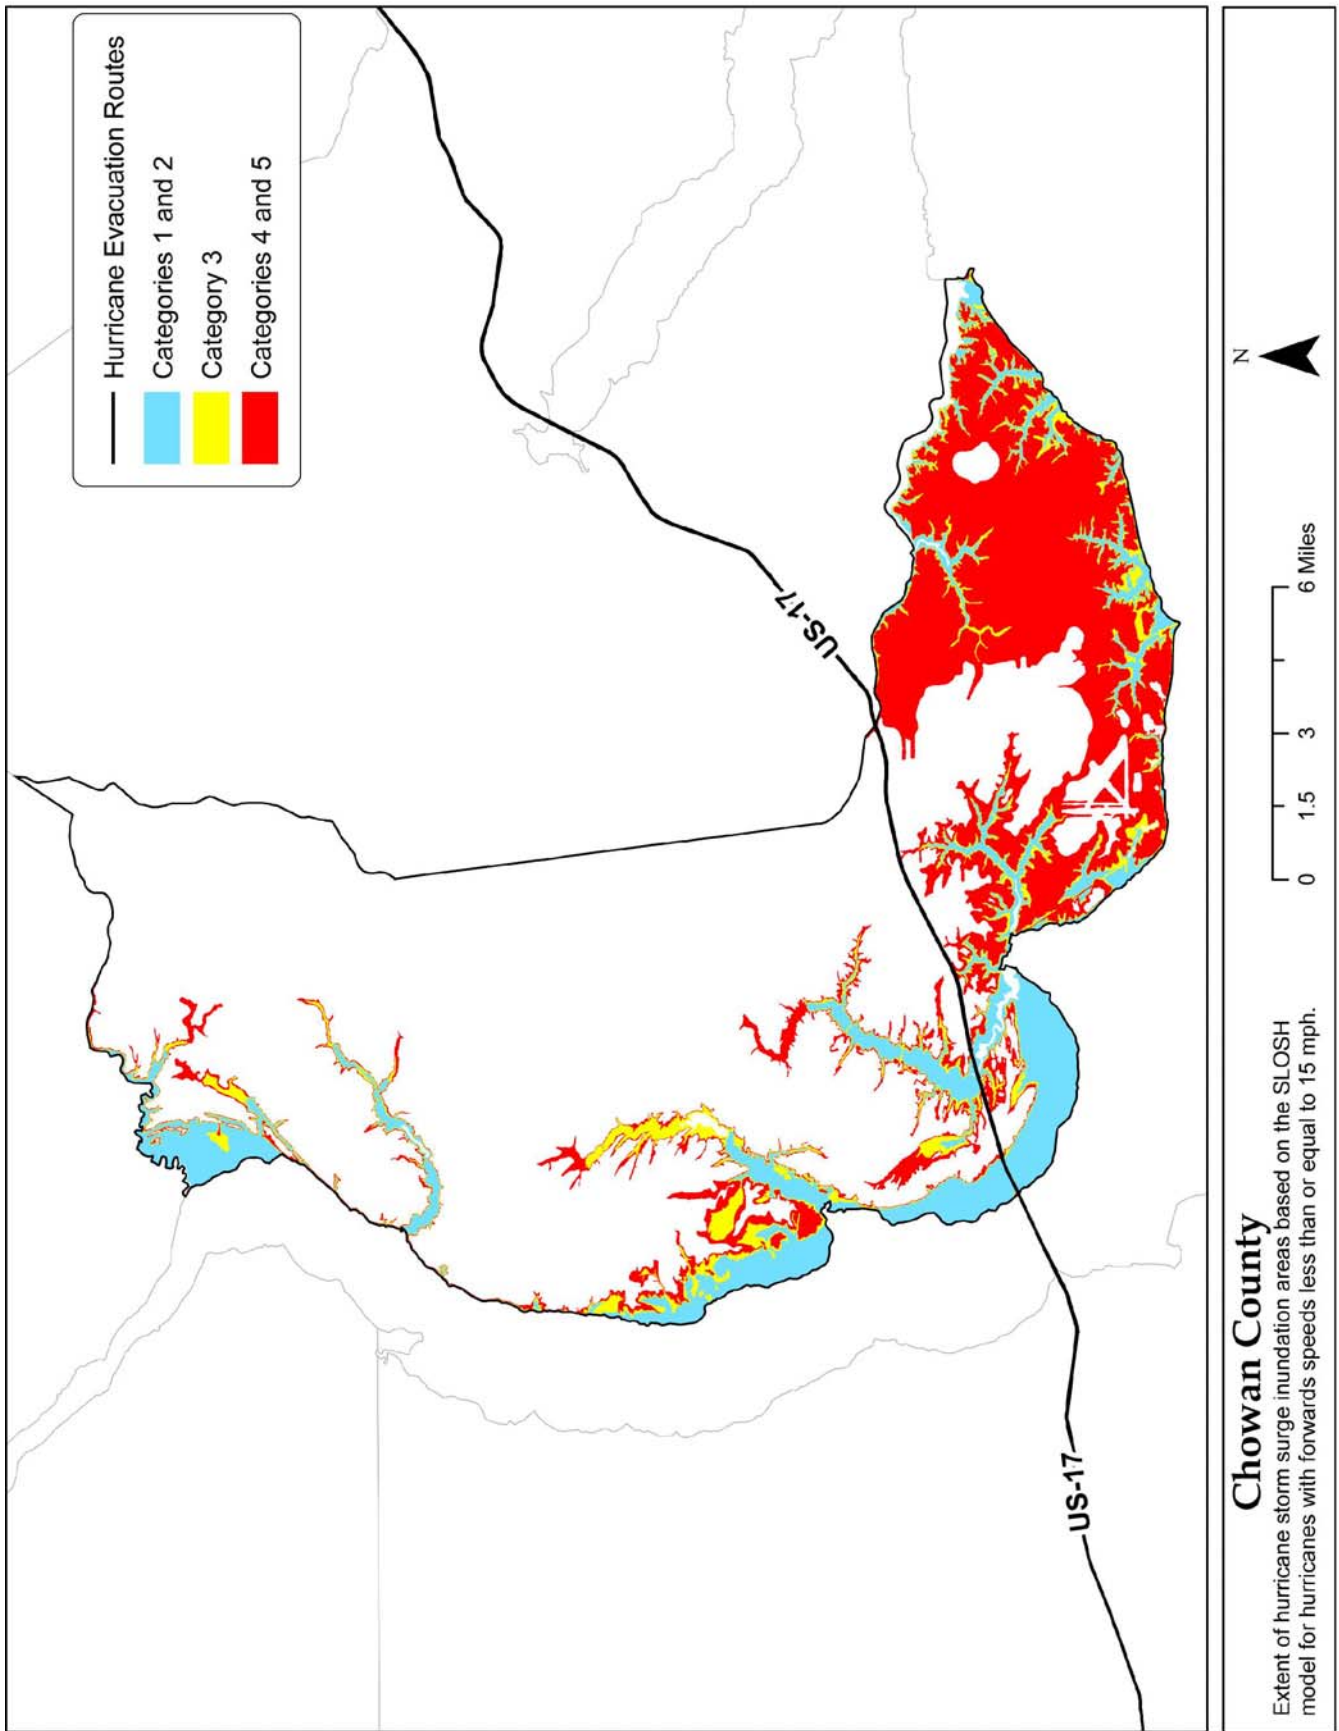 Hurricane Evacuation Routes
Categories 1 and 2
Category 3
Categories 4 and 5
US-17
US-17
Chowan County
Extent of hurricane storm surge inundation areas based on the SLOSH
model for hurricanes with forwards speeds less than or equal to 15 mph.
0 1.5 3 6 Miles
N